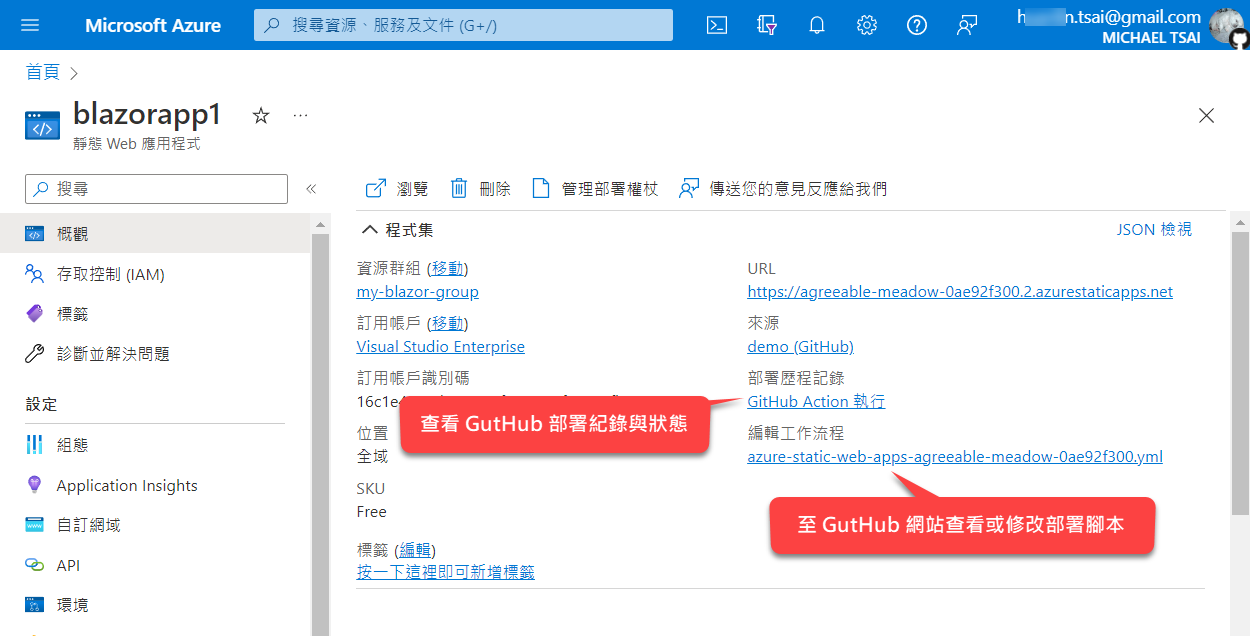 Microsoft Azure
搜尋資源、服務及文件 (G+/)
n.tsai@gmail.com
MICHAEL TSAI
首頁
blazorapp1
靜態 Web 應用程式
搜尋
概觀
存取控制 (IAM)
標籤
診斷並解決問題
設定
組態
Application Insights
自訂網域
API
環境
瀏覽
刪除
管理部署權杖
傳送您的意見反應給我們
程式集
JSON 檢視
資源群組 (移動)
my-blazor-group
訂用帳戶 (移動)
Visual Studio Enterprise
訂用帳戶識別碼
16c1e4
位置
全域
SKU
Free
標籤 (編輯)
按一下這裡即可新增標籤
URL
https://agreeable-meadow-0ae92f300.2.azurestaticapps.net
來源
demo (GitHub)
部署歷程記錄
GitHub Action 執行
編輯工作流程
azure-static-web-apps-agreeable-meadow-0ae92f300.yml
查看 GutHub 部署紀錄與狀態
至 GutHub 網站查看或修改部署腳本